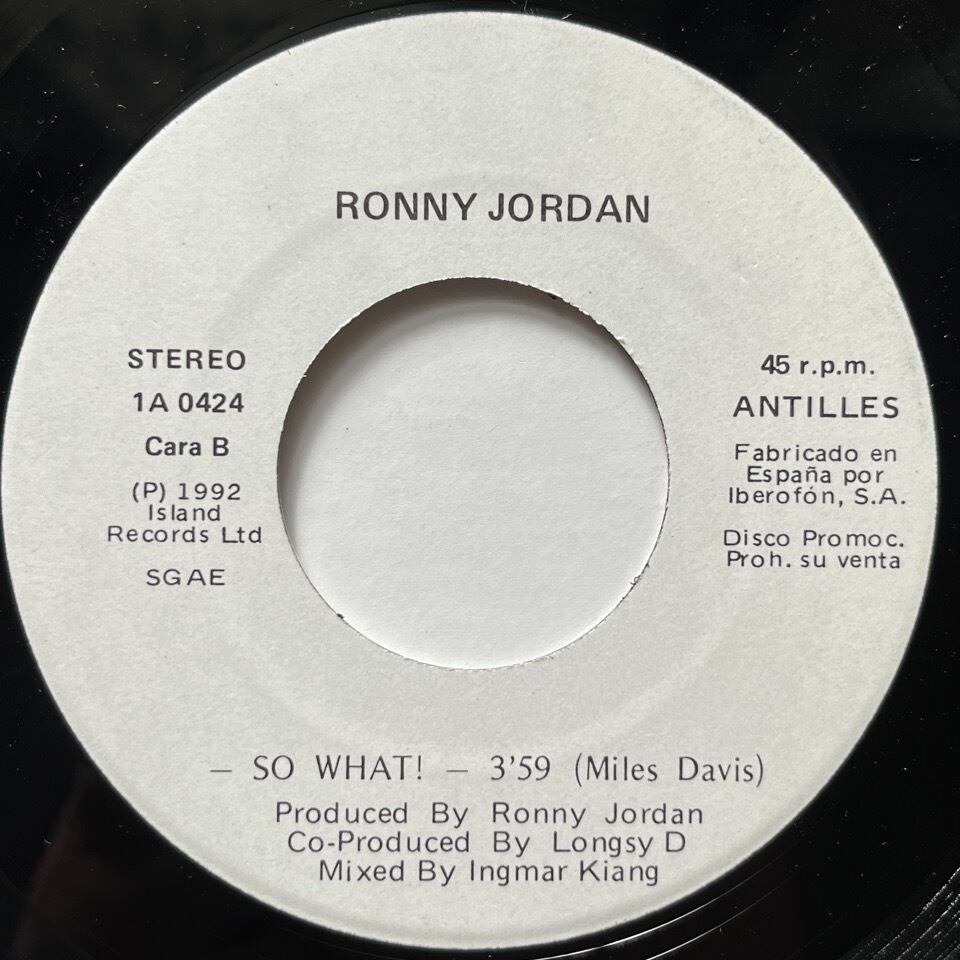 RONNY JORDAN
STEREO
1A 0424
Cara B
(P) 1992
Island
Records Ltd
SGAE
45 r.p.m.
ANTILLES
Fabricado en
España por
Iberofón, S.A.
Disco Promoc.
Proh. su venta
— SO WHAT! — 3'59 (Miles Davis)
Produced By Ronny Jordan
Co-Produced By Longsy D
Mixed By Ingmar Kiang